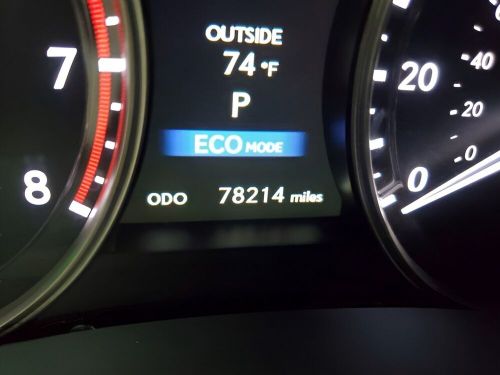 OUTSIDE
74 °F
P
ECO MODE
ODO 78214 miles
7
8
20
0
40
20
0